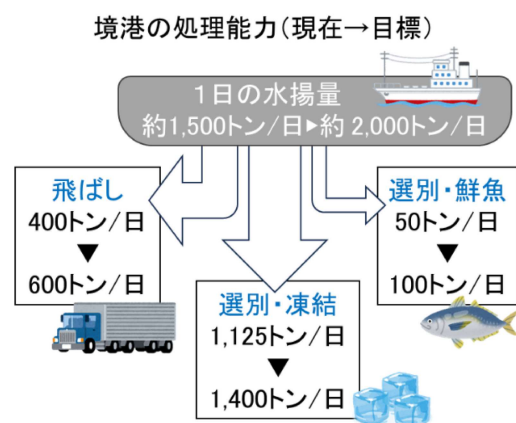 境港の処理能力(現在→目標)
1日の水揚量
約1,500トン/日▶約2,000トン/日
飛ばし
400トン/日
▼
600トン/日
選別・凍結
1,125トン/日
▼
1,400トン/日
選別・鮮魚
50トン/日
▼
100トン/日